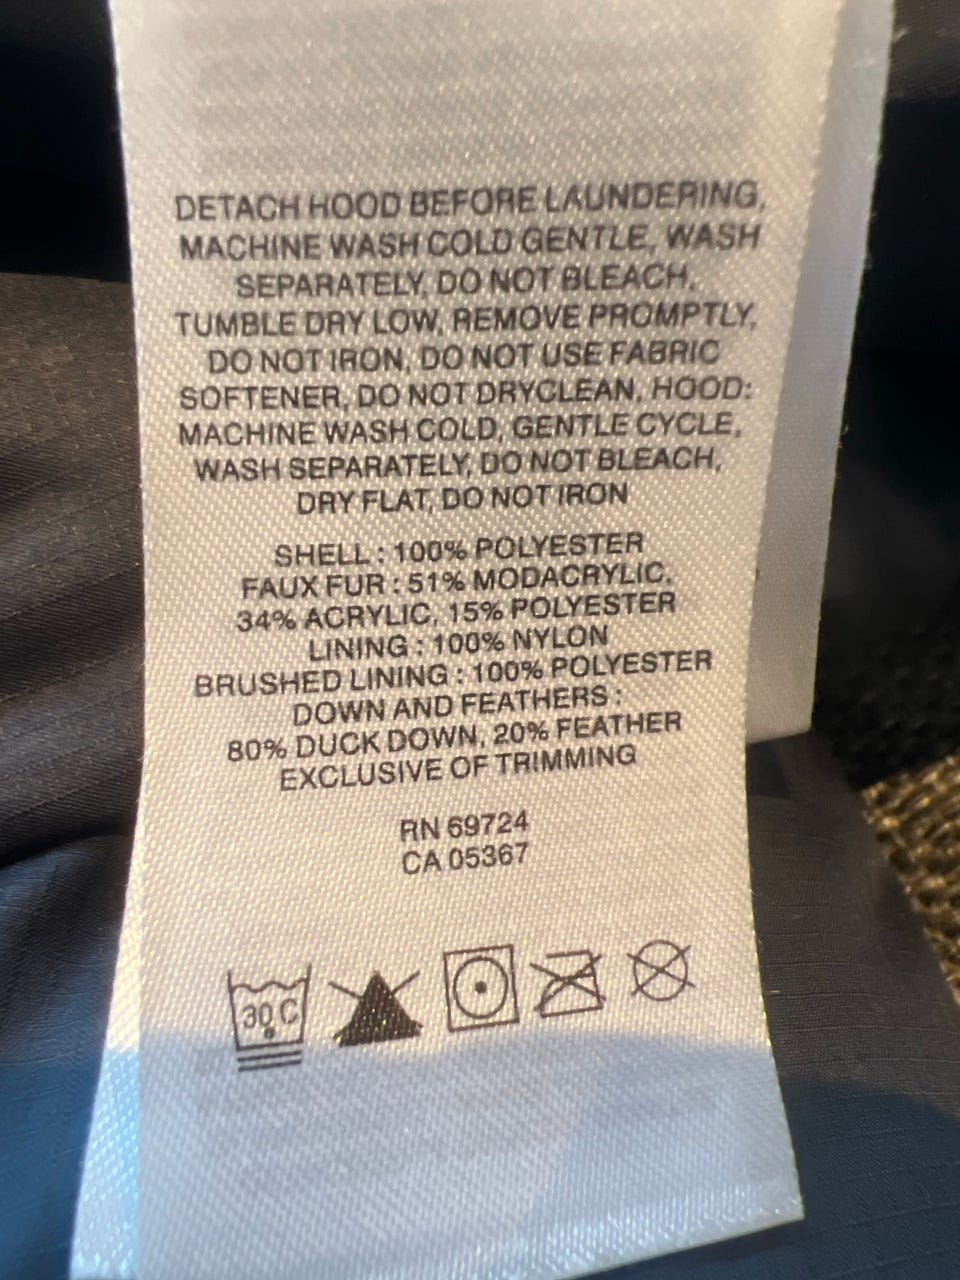 DETACH HOOD BEFORE LAUNDERING,
MACHINE WASH COLD GENTLE, WASH
SEPARATELY, DO NOT BLEACH,
TUMBLE DRY LOW, REMOVE PROMPTLY,
DO NOT IRON, DO NOT USE FABRIC
SOFTENER, DO NOT DRYCLEAN, HOOD:
MACHINE WASH COLD, GENTLE CYCLE,
WASH SEPARATELY, DO NOT BLEACH,
DRY FLAT, DO NOT IRON
SHELL : 100% POLYESTER
FAUX FUR : 51% MODACRYLIC,
34% ACRYLIC, 15% POLYESTER
LINING : 100% NYLON
BRUSHED LINING : 100% POLYESTER
DOWN AND FEATHERS :
80% DUCK DOWN, 20% FEATHER
EXCLUSIVE OF TRIMMING
RN 69724
CA 05367
30 C